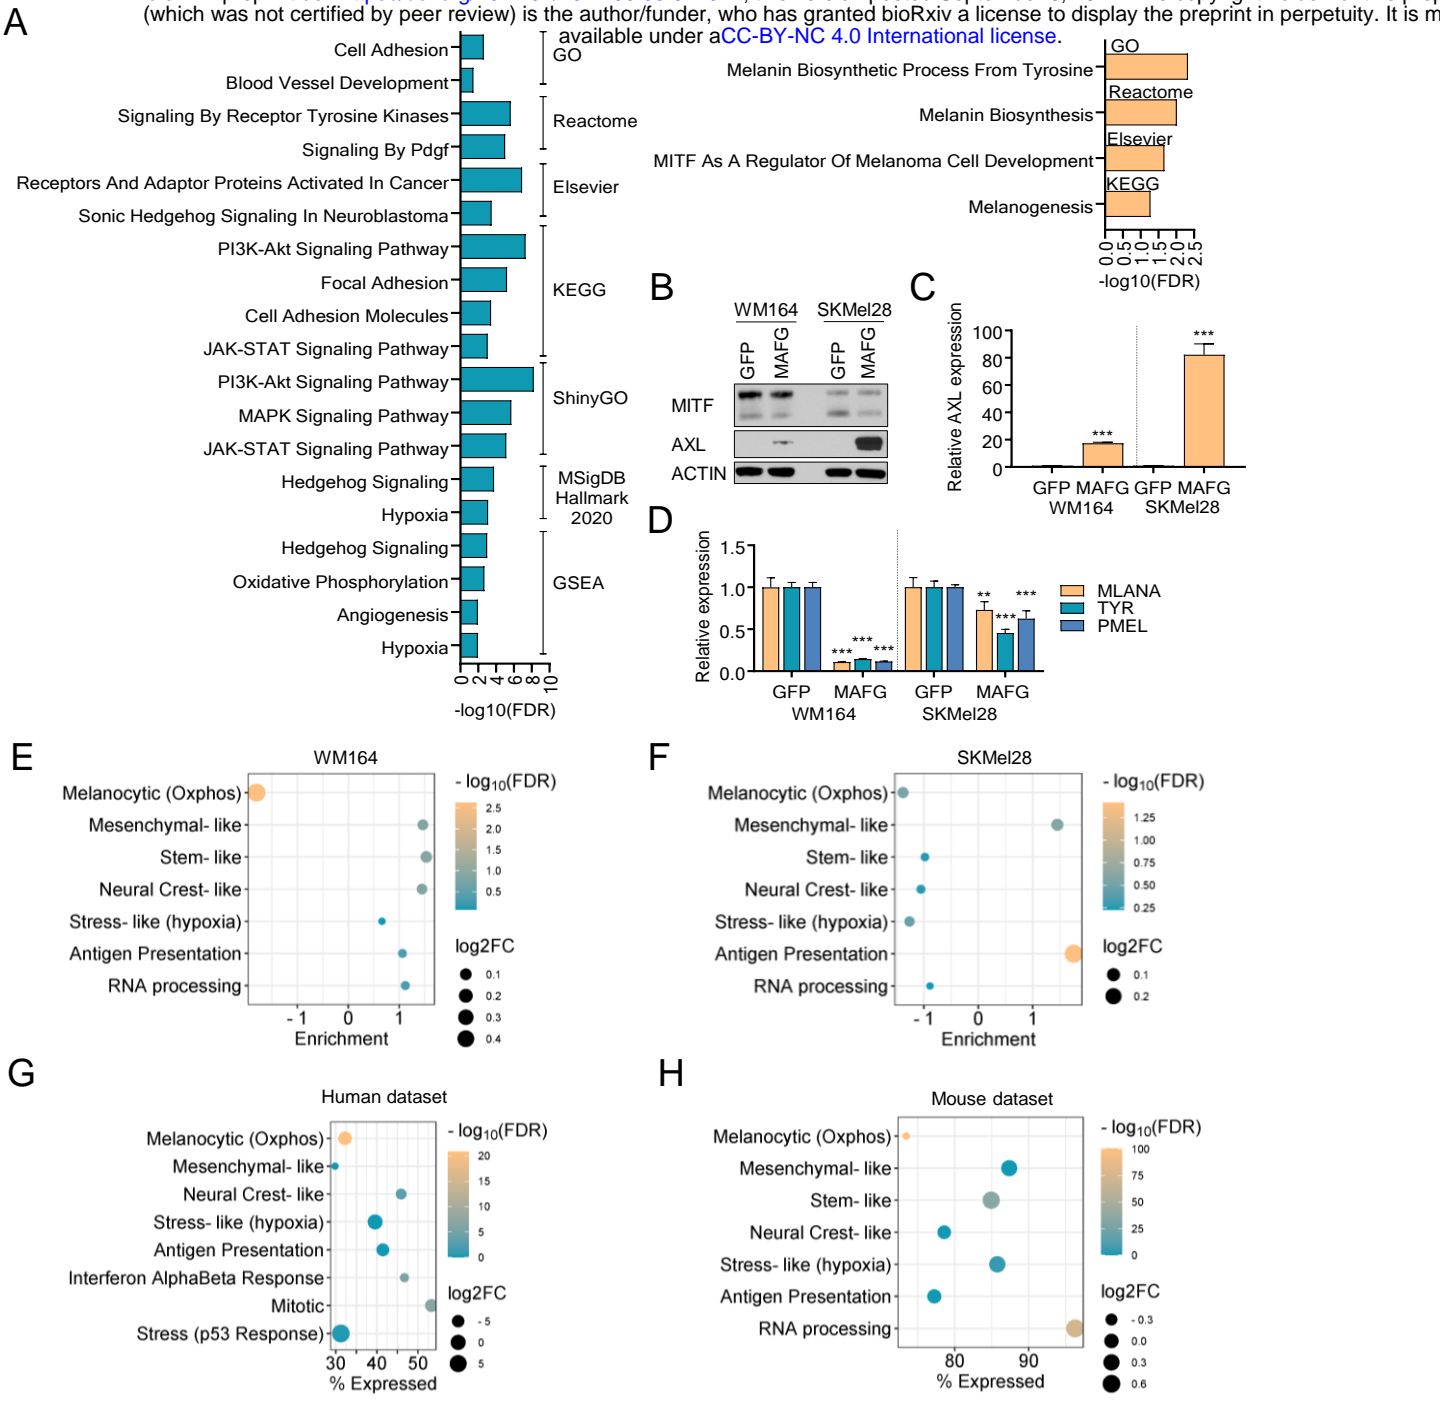 (which was not certified by peer review) is the author/funder, who has granted bioRxiv a license to display the preprint in perpetuity. It is m
available under aCC-BY-NC 4.0 International license.
A
Cell Adhesion
Blood Vessel Development
GO
Signaling By Receptor Tyrosine Kinases
Signaling By Pdgf
Reactome
Receptors And Adaptor Proteins Activated In Cancer
Sonic Hedgehog Signaling In Neuroblastoma
Elsevier
PI3K-Akt Signaling Pathway
Focal Adhesion
Cell Adhesion Molecules
JAK-STAT Signaling Pathway
KEGG
PI3K-Akt Signaling Pathway
MAPK Signaling Pathway
JAK-STAT Signaling Pathway
ShinyGO
Hedgehog Signaling
Hypoxia
MSigDB
Hallmark
2020
Hedgehog Signaling
Oxidative Phosphorylation
Angiogenesis
Hypoxia
GSEA
0 2 4 6 8 10
-log10(FDR)
GO
Melanin Biosynthetic Process From Tyrosine
Reactome
Melanin Biosynthesis
Elsevier
MITF As A Regulator Of Melanoma Cell Development
KEGG
Melanogenesis
0.0 0.5 1.0 1.5 2.0 2.5
-log10(FDR)
B
WM164 SKMel28
GFP MAFG GFP MAFG
MITF
AXL
ACTIN
C
Relative AXL expression
100
80
60
40
20
0
***
***
GFP MAFG GFP MAFG
WM164 SKMel28
D
Relative expression
1.5
1.0
0.5
0.0
*** *** ***
** *** ***
GFP MAFG GFP MAFG
WM164 SKMel28
MLANA
TYR
PMEL
E
WM164
Melanocytic (Oxphos)
Mesenchymal- like
Stem- like
Neural Crest- like
Stress- like (hypoxia)
Antigen Presentation
RNA processing
- 1 0 1
Enrichment
- log10(FDR)
2.5
2.0
1.5
1.0
0.5
log2FC
0.1
0.2
0.3
0.4
F
SKMel28
Melanocytic (Oxphos)
Mesenchymal- like
Stem- like
Neural Crest- like
Stress- like (hypoxia)
Antigen Presentation
RNA processing
- 1 0 1
Enrichment
- log10(FDR)
1.25
1.00
0.75
0.50
0.25
log2FC
0.1
0.2
G
Human dataset
Melanocytic (Oxphos)
Mesenchymal- like
Neural Crest- like
Stress- like (hypoxia)
Antigen Presentation
Interferon AlphaBeta Response
Mitotic
Stress (p53 Response)
30 40 50
% Expressed
- log10(FDR)
20
15
10
5
0
log2FC
- 5
0
5
H
Mouse dataset
Melanocytic (Oxphos)
Mesenchymal- like
Stem- like
Neural Crest- like
Stress- like (hypoxia)
Antigen Presentation
RNA processing
80 90
% Expressed
- log10(FDR)
100
75
50
25
0
log2FC
- 0.3
0.0
0.3
0.6